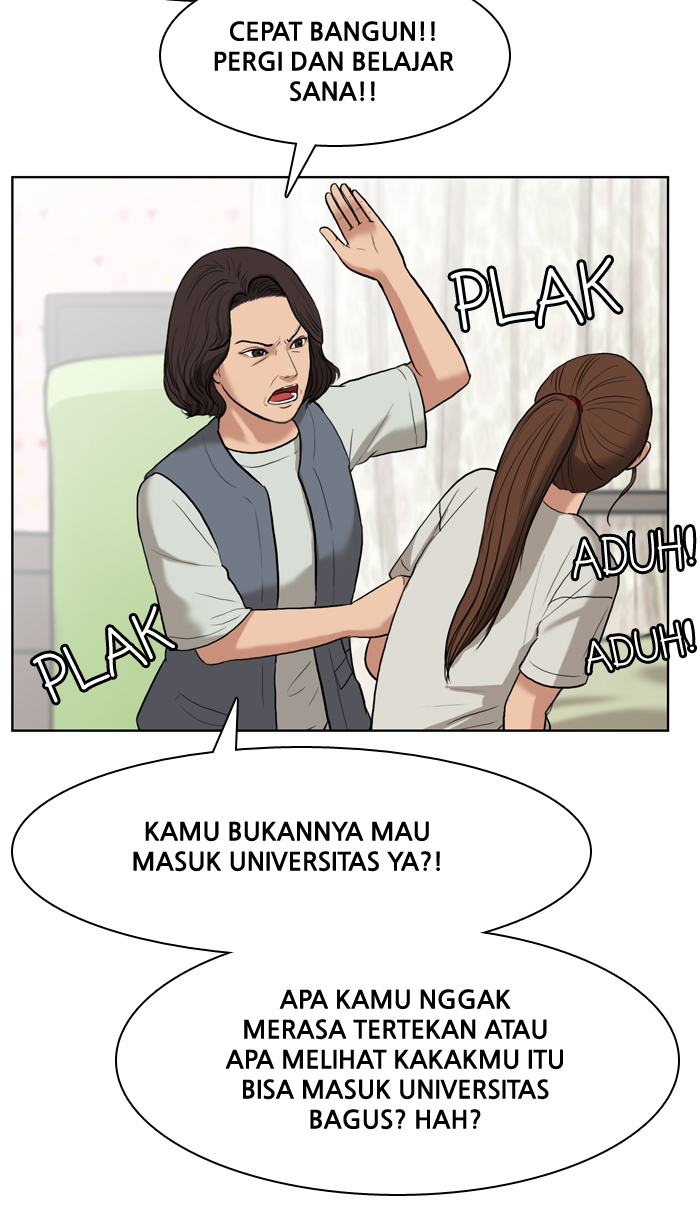 CEPAT BANGUN!!
PERGI DAN BELAJAR
SANA!!
PLAK
ADUH!
PLAK
ADUH!
KAMU BUKANNYA MAU
MASUK UNIVERSITAS YA?!
APA KAMU NGGAK
MERASA TERTEKAN ATAU
APA MELIHAT KAKAKMU ITU
BISA MASUK UNIVERSITAS
BAGUS? HAH?